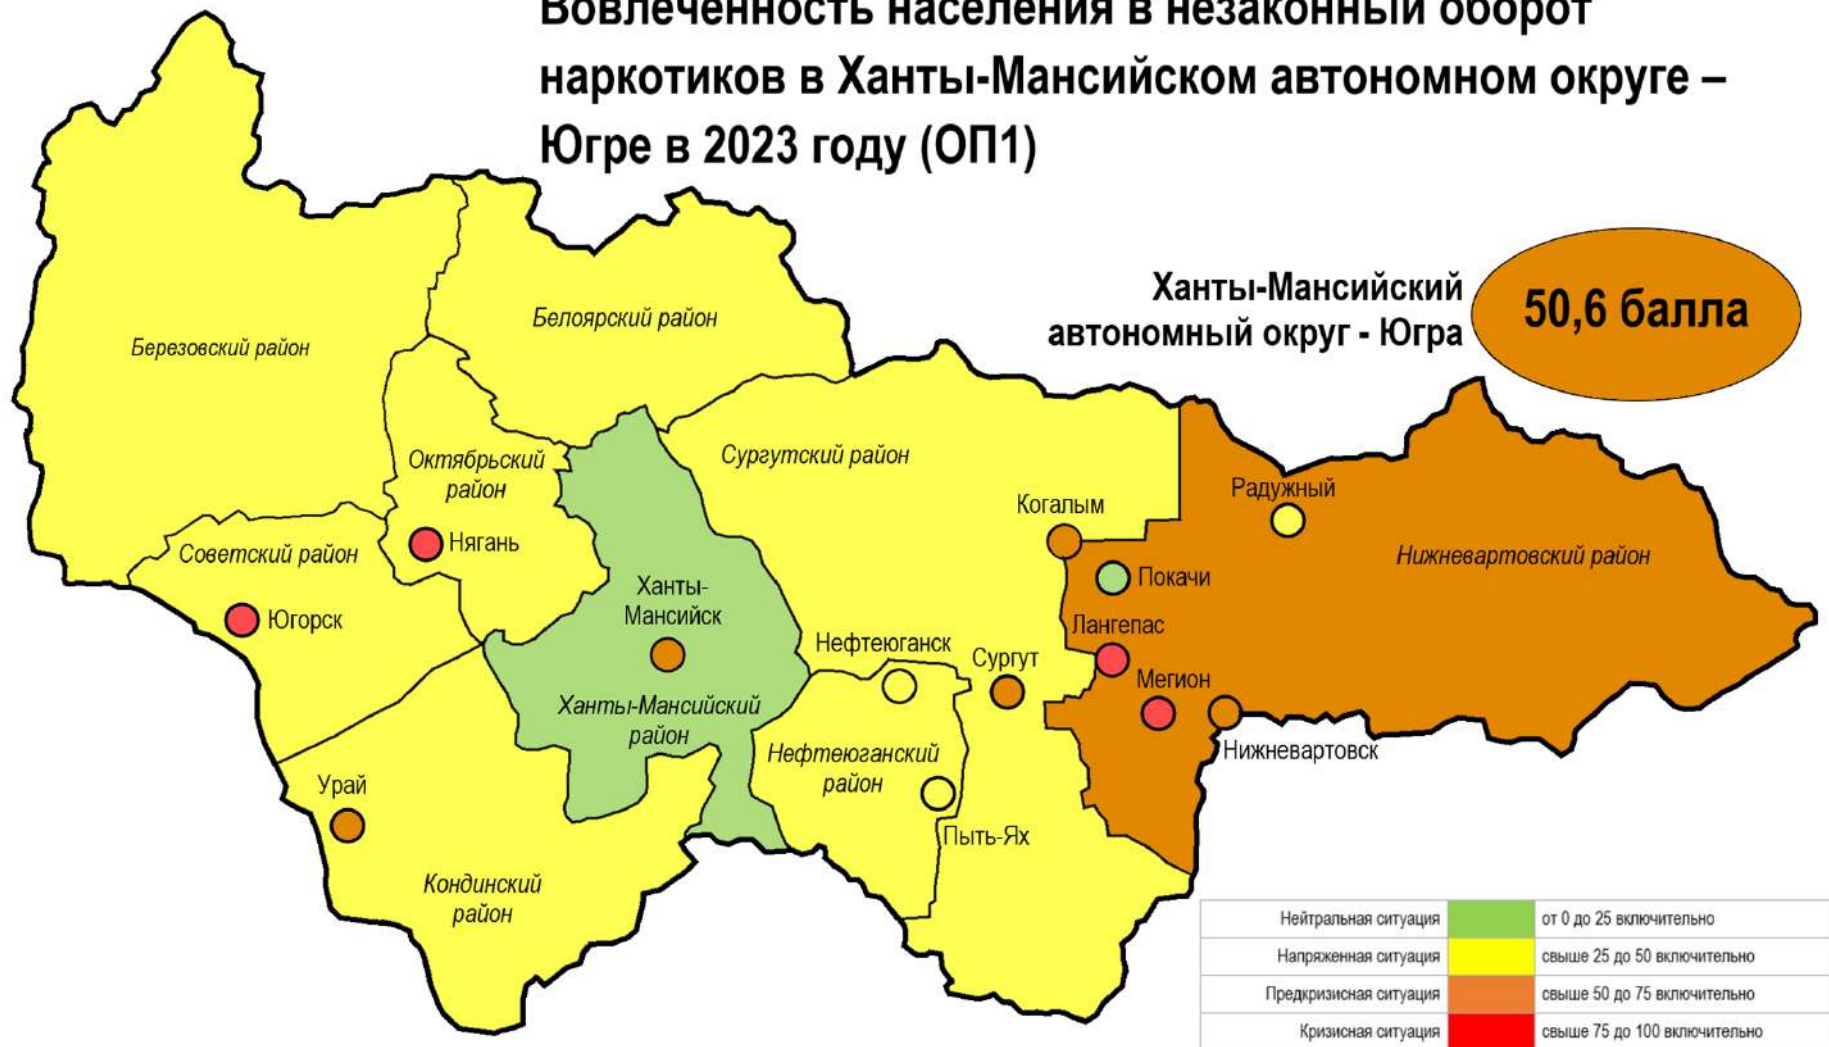 Вовлеченность населения в незаконный оборот
наркотиков в Ханты-Мансийском автономном округе –
Югре в 2023 году (ОП1)
Ханты-Мансийский
автономный округ - Югра
50,6 балла
Березовский район
Белоярский район
Октябрьский
район
Сургутский район
Когалым
Радужный
Нижневартовский район
Советский район
Нягань
Югорск
Ханты-
Мансийск
Покачи
Лангепас
Нефтеюганск
Сургут
Мегион
Ханты-Мансийский
район
Нефтеюганский
район
Нижневартовск
Урай
Пыть-Ях
Кондинский
район
Нейтральная ситуация от 0 до 25 включительно
Напряженная ситуация свыше 25 до 50 включительно
Предкризисная ситуация свыше 50 до 75 включительно
Кризисная ситуация свыше 75 до 100 включительно